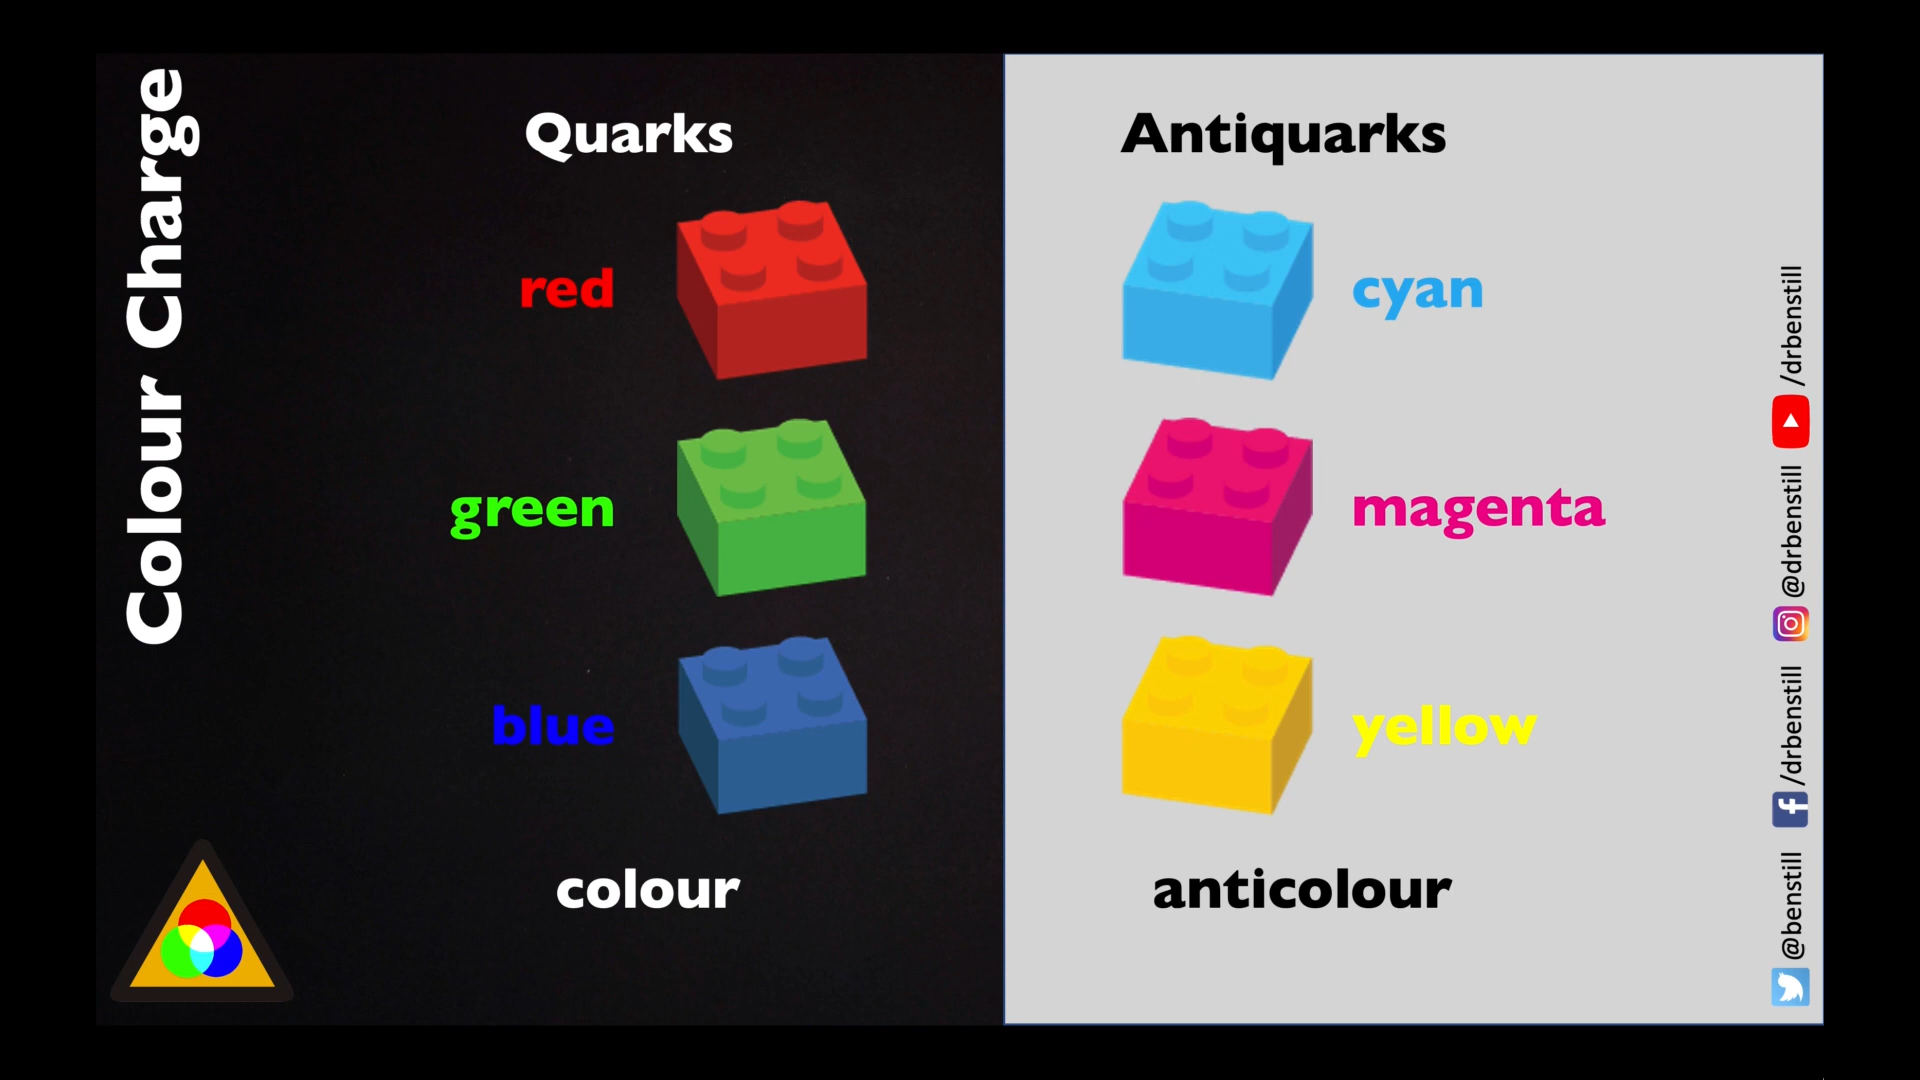 Colour Charge
Quarks
red
green
blue
colour
Antiquarks
cyan
magenta
yellow
anticolour
/drbenstill
@drbenstill
/drbenstill
@benstill